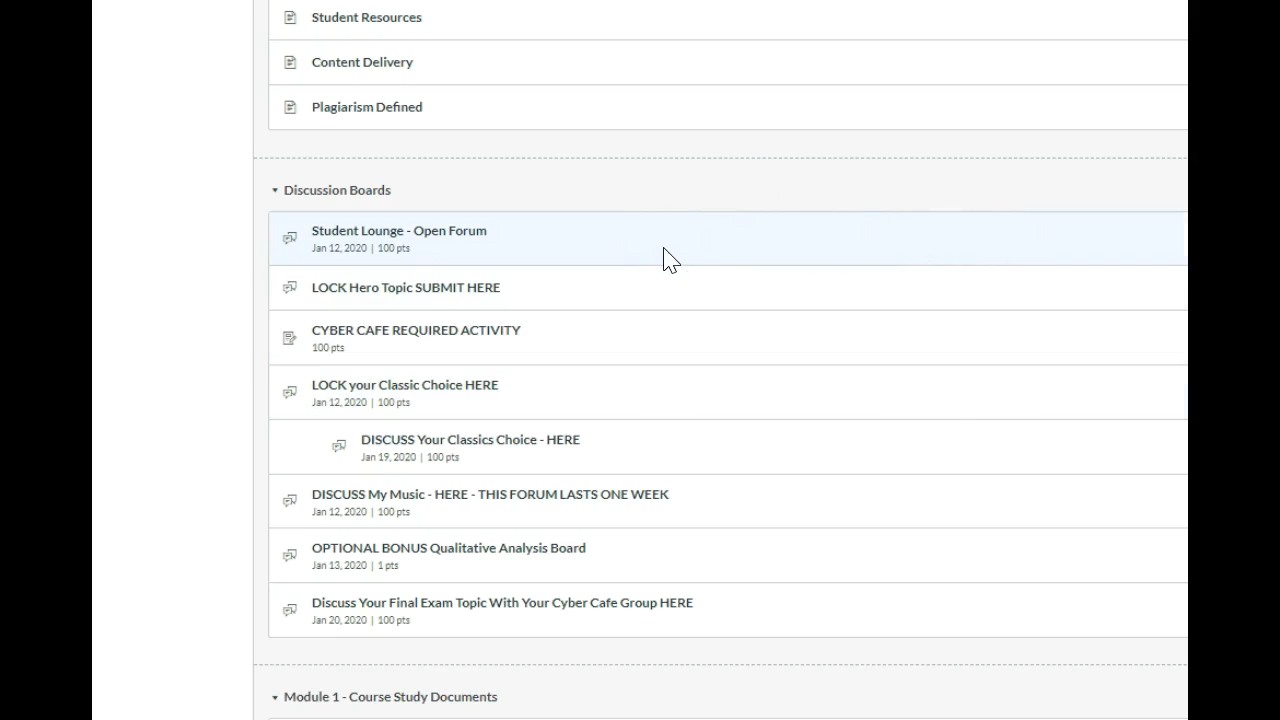 Student Resources
Content Delivery
Plagiarism Defined
Discussion Boards
Student Lounge - Open Forum
Jan 12, 2020 | 100 pts
LOCK Hero Topic SUBMIT HERE
CYBER CAFE REQUIRED ACTIVITY
100 pts
LOCK your Classic Choice HERE
Jan 12, 2020 | 100 pts
DISCUSS Your Classics Choice - HERE
Jan 19, 2020 | 100 pts
DISCUSS My Music - HERE - THIS FORUM LASTS ONE WEEK
Jan 12, 2020 | 100 pts
OPTIONAL BONUS Qualitative Analysis Board
Jan 13, 2020 | 1 pts
Discuss Your Final Exam Topic With Your Cyber Cafe Group HERE
Jan 20, 2020 | 100 pts
Module 1 - Course Study Documents